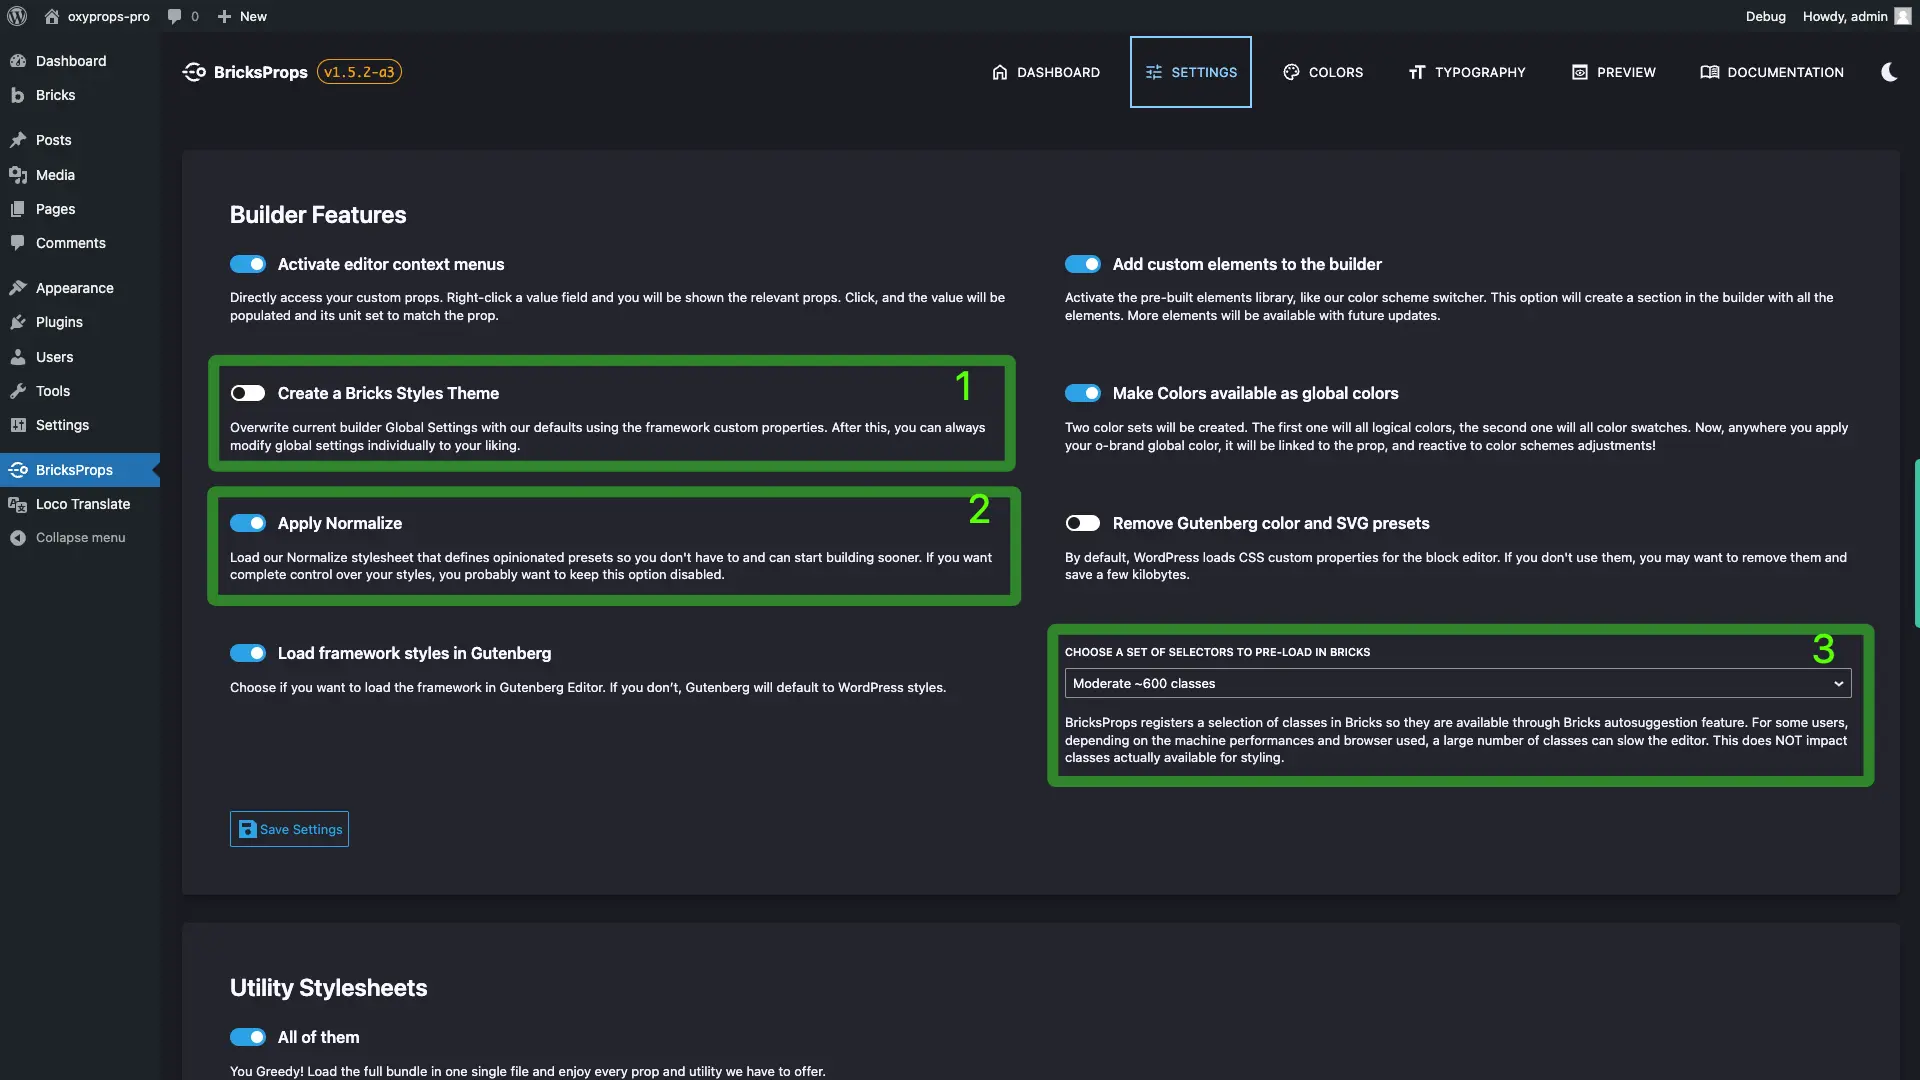 oxyprops-pro
0
New
Debug
Howdy, admin
Dashboard
Bricks
Posts
Media
Pages
Comments
Appearance
Plugins
Users
Tools
Settings
BricksProps
Loco Translate
Collapse menu
BricksProps
v1.5.2-a3
DASHBOARD
SETTINGS
COLORS
TYPOGRAPHY
PREVIEW
DOCUMENTATION
Builder Features
Activate editor context menus
Directly access your custom props. Right-click a value field and you will be shown the relevant props. Click, and the value will be
populated and its unit set to match the prop.
Add custom elements to the builder
Activate the pre-built elements library, like our color scheme switcher. This option will create a section in the builder with all the
elements. More elements will be available with future updates.
1
Create a Bricks Styles Theme
Overwrite current builder Global Settings with our defaults using the framework custom properties. After this, you can always
modify global settings individually to your liking.
Make Colors available as global colors
Two color sets will be created. The first one will all logical colors, the second one will all color swatches. Now, anywhere you apply
your o-brand global color, it will be linked to the prop, and reactive to color schemes adjustments!
2
Apply Normalize
Load our Normalize stylesheet that defines opinionated presets so you don't have to and can start building sooner. If you want
complete control over your styles, you probably want to keep this option disabled.
Remove Gutenberg color and SVG presets
By default, WordPress loads CSS custom properties for the block editor. If you don't use them, you may want to remove them and
save a few kilobytes.
Load framework styles in Gutenberg
Choose if you want to load the framework in Gutenberg Editor. If you don't, Gutenberg will default to WordPress styles.
3
CHOOSE A SET OF SELECTORS TO PRE-LOAD IN BRICKS
Moderate ~600 classes
BricksProps registers a selection of classes in Bricks so they are available through Bricks autosuggestion feature. For some users,
depending on the machine performances and browser used, a large number of classes can slow the editor. This does NOT impact
classes actually available for styling.
Save Settings
Utility Stylesheets
All of them
You Greedy! Load the full bundle in one single file and enjoy every prop and utility we have to offer.